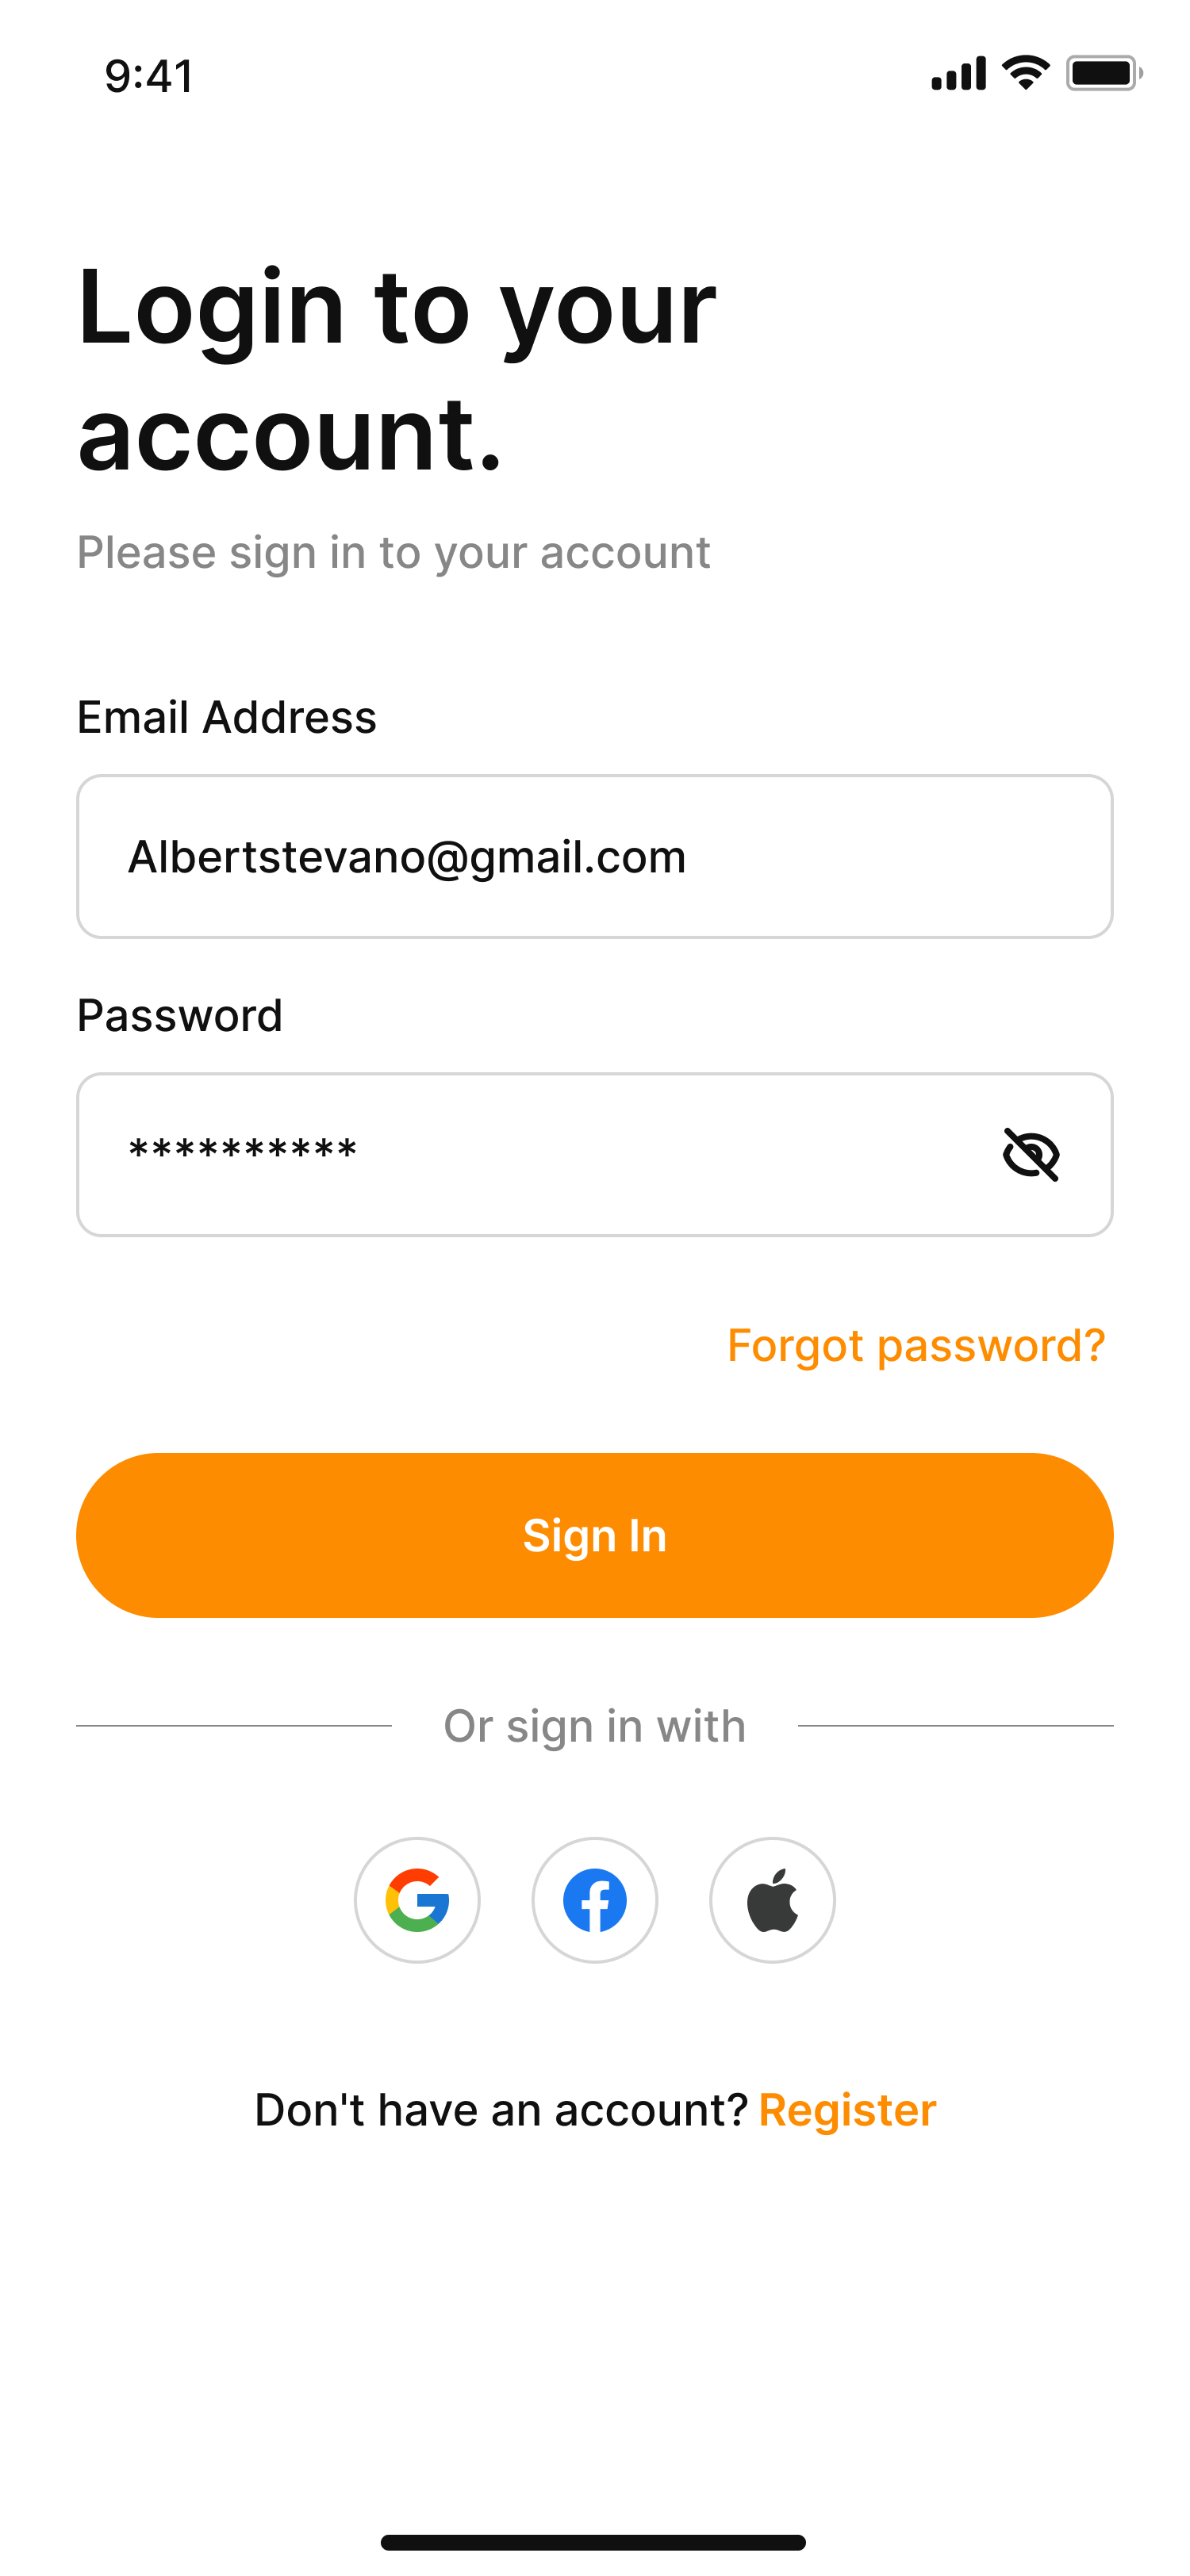 9:41
Login to your
account.
Please sign in to your account
Email Address
Albertstevano@gmail.com
Password
**********
Forgot password?
Sign In
Or sign in with
Don't have an account? Register